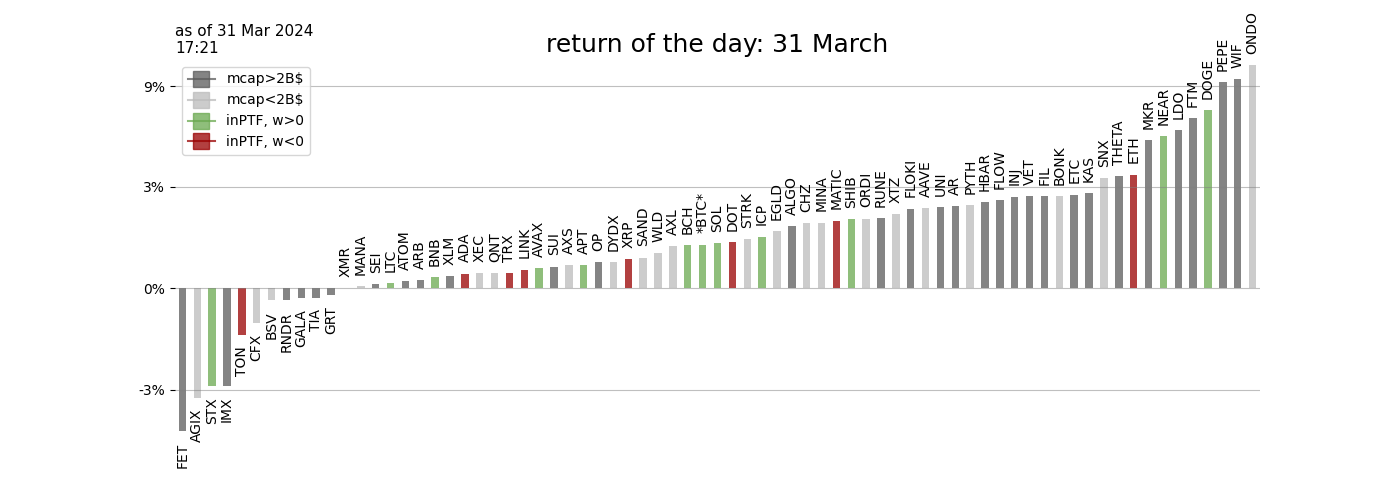 as of 31 Mar 2024
17:21
return of the day: 31 March
mcap>2B$
mcap<2B$
inPTF, w>0
inPTF, w<0
9%
3%
0%
-3%
FET
AGIX
STX
IMX
TON
CFX
BSV
RNDR
GALA
TIA
GRT
XMR
MANA
SEI
LTC
ATOM
ARB
BNB
XLM
ADA
XEC
QNT
TRX
LINK
AVAX
SUI
AXS
APT
OP
DYDX
XRP
SAND
WLD
AXL
BCH
*BTC*
SOL
DOT
STRK
ICP
EGLD
ALGO
CHZ
MINA
MATIC
SHIB
ORDI
RUNE
XTZ
FLOKI
AAVE
UNI
AR
PYTH
HBAR
FLOW
INJ
VET
FIL
BONK
ETC
KAS
SNX
THETA
ETH
MKR
NEAR
LDO
FTM
DOGE
PEPE
WIF
ONDO